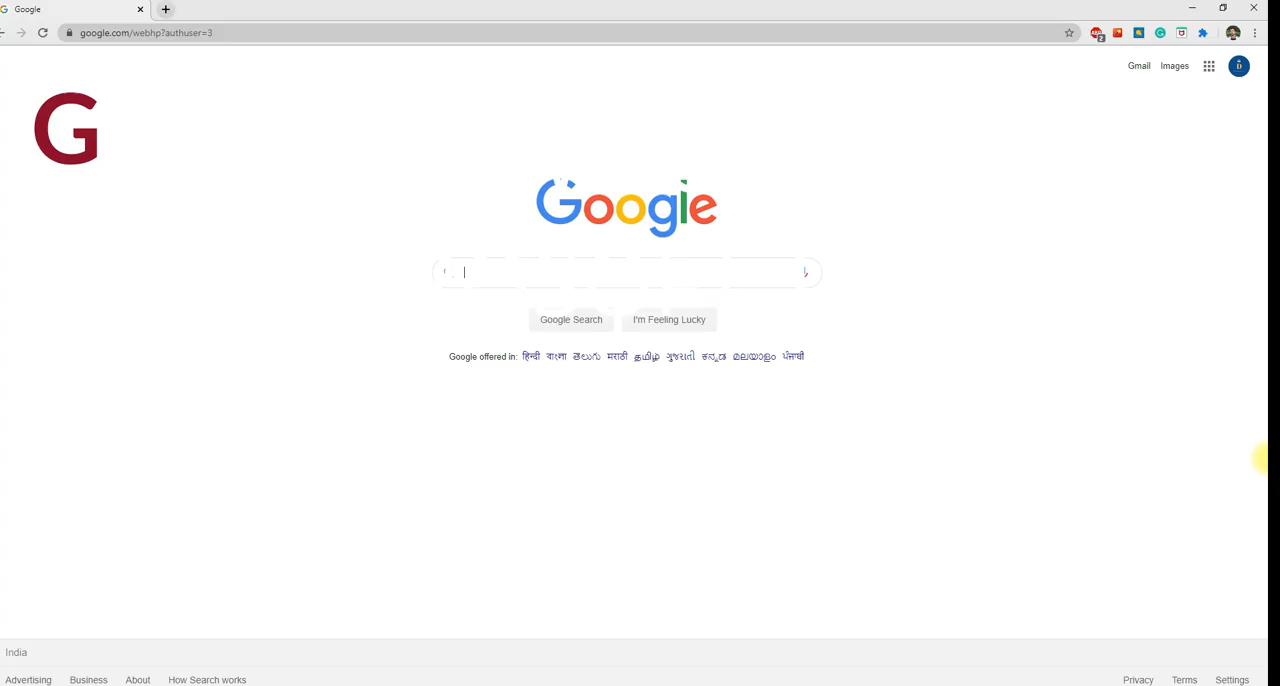 Google
google.com/webhp?authuser=3
2
Gmail Images
D
G
Google
Google Search I'm Feeling Lucky
Google offered in: हिन्दी বাংলা తెలుగు मराठी தமிழ் ગુજરાતી ಕನ್ನಡ മലയാളം ਪੰਜਾਬੀ
India
Advertising Business About How Search works Privacy Terms Settings